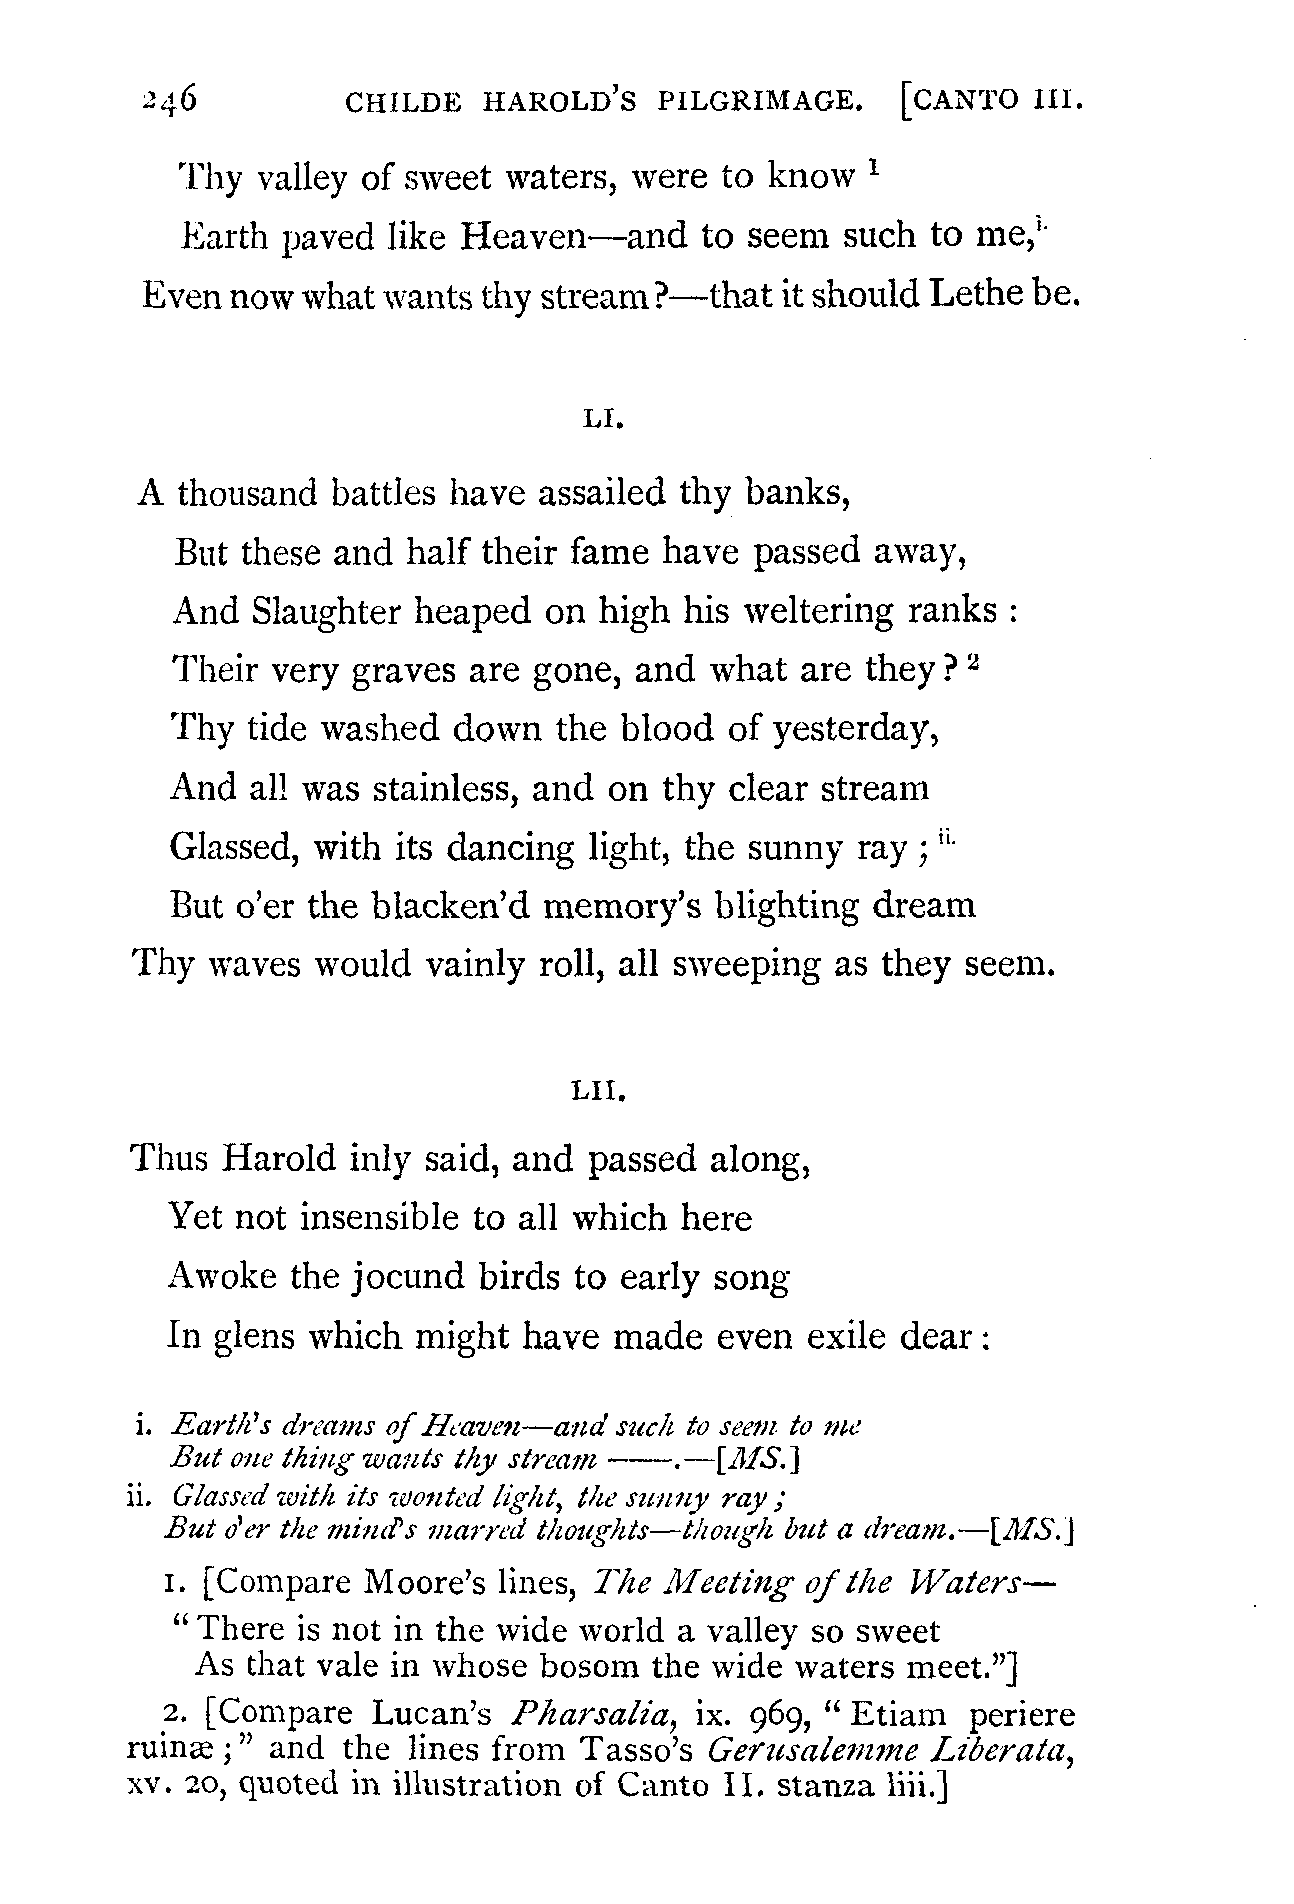 246 CHILDE HAROLD'S PILGRIMAGE. [CANTO III.
Thy valley of sweet waters, were to know 1
Earth paved like Heaven—and to seem such to me,i.
Even now what wants thy stream?—that it should Lethe be.
LI.
A thousand battles have assailed thy banks,
But these and half their fame have passed away,
And Slaughter heaped on high his weltering ranks :
Their very graves are gone, and what are they? 2
Thy tide washed down the blood of yesterday,
And all was stainless, and on thy clear stream
Glassed, with its dancing light, the sunny ray ; ii.
But o'er the blacken'd memory's blighting dream
Thy waves would vainly roll, all sweeping as they seem.
LII.
Thus Harold inly said, and passed along,
Yet not insensible to all which here
Awoke the jocund birds to early song
In glens which might have made even exile dear :
i. Earth's dreams of Heaven—and such to seem to me
But one thing wants thy stream ——.—[MS.]
ii. Glassed with its wonted light, the sunny ray ;
But o'er the mind's marred thoughts—though but a dream.—[MS.]
1. [Compare Moore's lines, The Meeting of the Waters—
"There is not in the wide world a valley so sweet
As that vale in whose bosom the wide waters meet."]
2. [Compare Lucan's Pharsalia, ix. 969, "Etiam periere
ruinæ ;" and the lines from Tasso's Gerusalemme Liberata,
xv. 20, quoted in illustration of Canto II. stanza liii.]